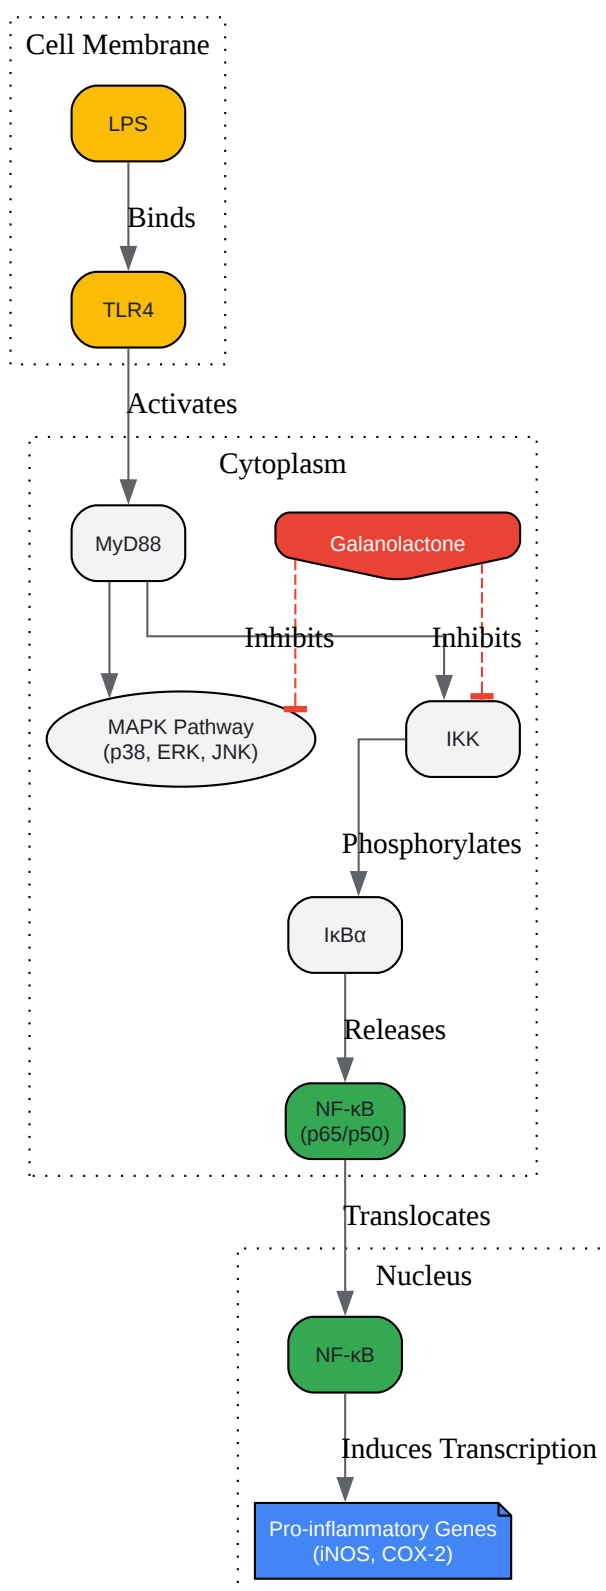 Cell Membrane
LPS
Binds
TLR4
Activates
Cytoplasm
MyD88
Galanolactone
Inhibits
Inhibits
MAPK Pathway
(p38, ERK, JNK)
IKK
Phosphorylates
IκBα
Releases
NF-κB
(p65/p50)
Translocates
Nucleus
NF-κB
Induces Transcription
Pro-inflammatory Genes
(iNOS, COX-2)